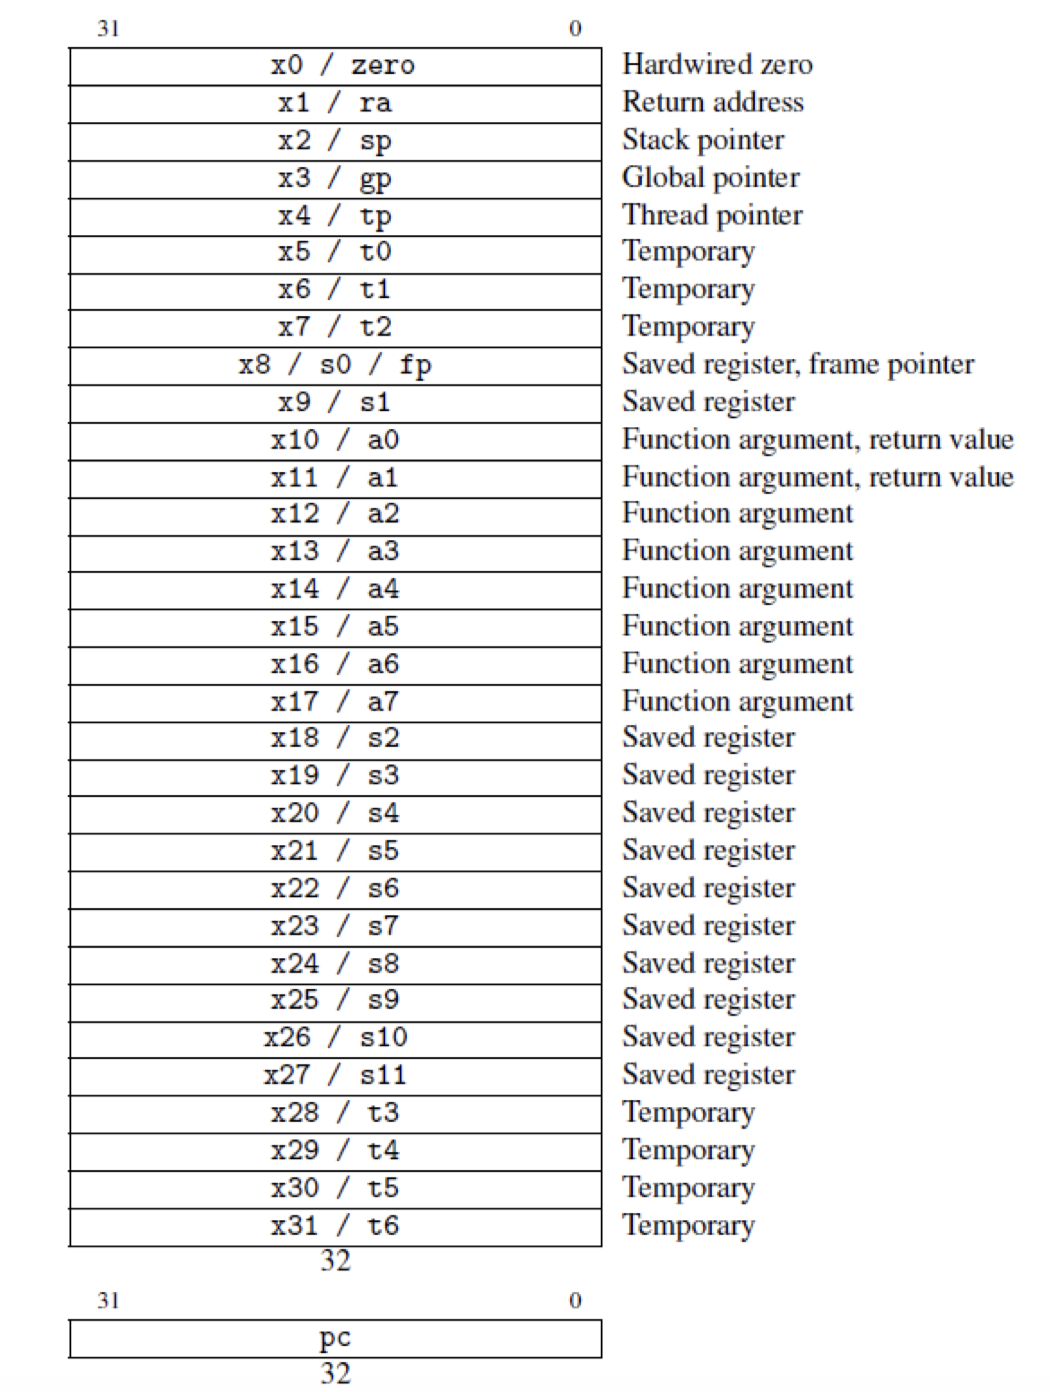 31 0
x0 / zero Hardwired zero
x1 / ra Return address
x2 / sp Stack pointer
x3 / gp Global pointer
x4 / tp Thread pointer
x5 / t0 Temporary
x6 / t1 Temporary
x7 / t2 Temporary
x8 / s0 / fp Saved register, frame pointer
x9 / s1 Saved register
x10 / a0 Function argument, return value
x11 / a1 Function argument, return value
x12 / a2 Function argument
x13 / a3 Function argument
x14 / a4 Function argument
x15 / a5 Function argument
x16 / a6 Function argument
x17 / a7 Function argument
x18 / s2 Saved register
x19 / s3 Saved register
x20 / s4 Saved register
x21 / s5 Saved register
x22 / s6 Saved register
x23 / s7 Saved register
x24 / s8 Saved register
x25 / s9 Saved register
x26 / s10 Saved register
x27 / s11 Saved register
x28 / t3 Temporary
x29 / t4 Temporary
x30 / t5 Temporary
x31 / t6 Temporary
32
31 0
pc
32